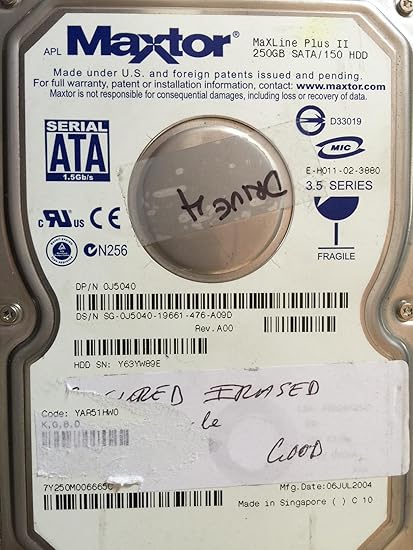 APL Maxtor®
MaXLine Plus II
250GB SATA/150 HDD
Made under U.S. and foreign patents issued and pending.
For full warranty, patent or installation information, contact: www.maxtor.com.
Maxtor is not responsible for consequential damages, including loss or recovery of data.
SERIAL
ATA
1.5Gb/s
D33019
MIC
E-H011-02-3880
3.5 SERIES
FRAGILE
DRIVE 4
c UL US CE
N256
DP/N 0J5040
DS/N SG-0J5040-19661-476-A09D
Rev.A00
HDD SN: Y63YW89E
ERASED
Code: YAR51HW0
K,G,B,D
GOOD
7Y250M006665
Mfg.Date:06JUL2004
Made in Singapore ( ) C 10